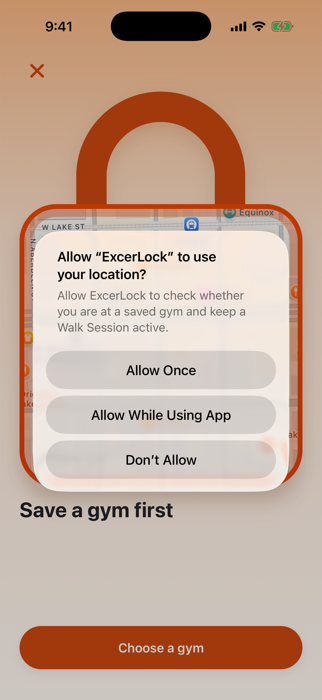 9:41
Equinox
W LAKE ST
Allow “ExcerLock” to use
your location?
Allow ExcerLock to check whether
you are at a saved gym and keep a
Walk Session active.
Allow Once
Allow While Using App
Don’t Allow
Save a gym first
Choose a gym